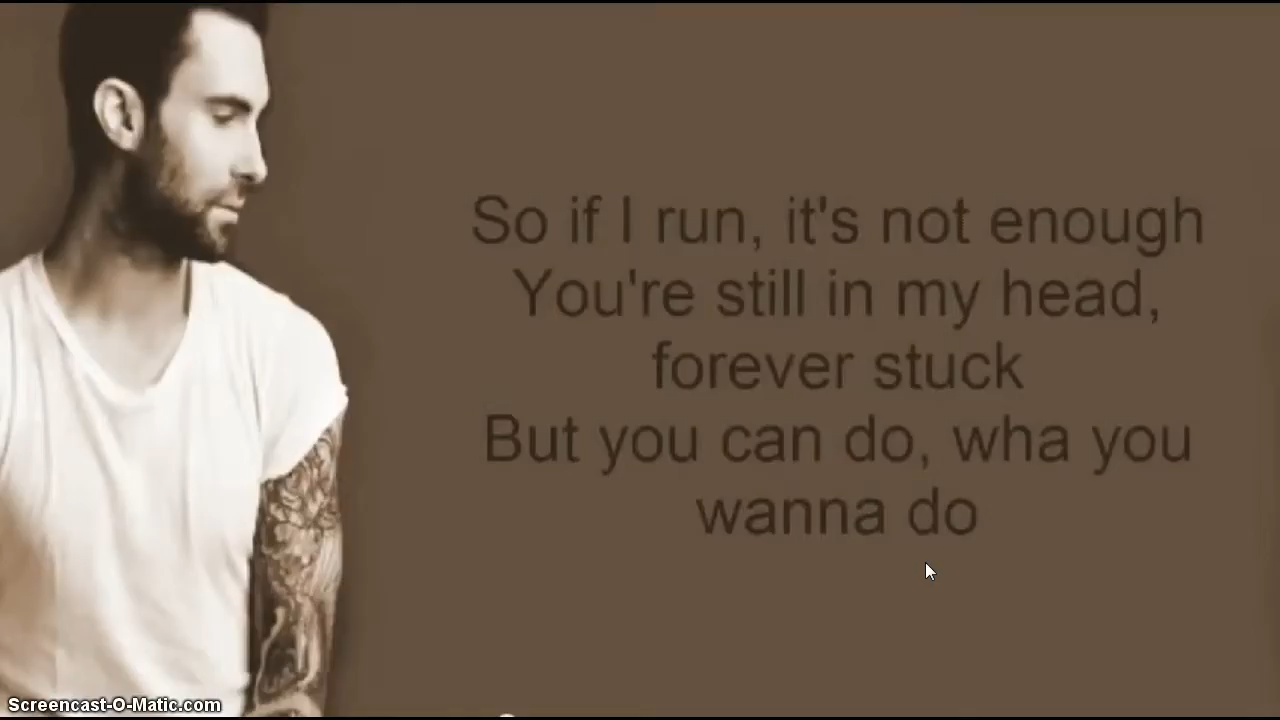 So if I run, it's not enough
You're still in my head,
forever stuck
But you can do, wha you
wanna do
Screencast-O-Matic.com